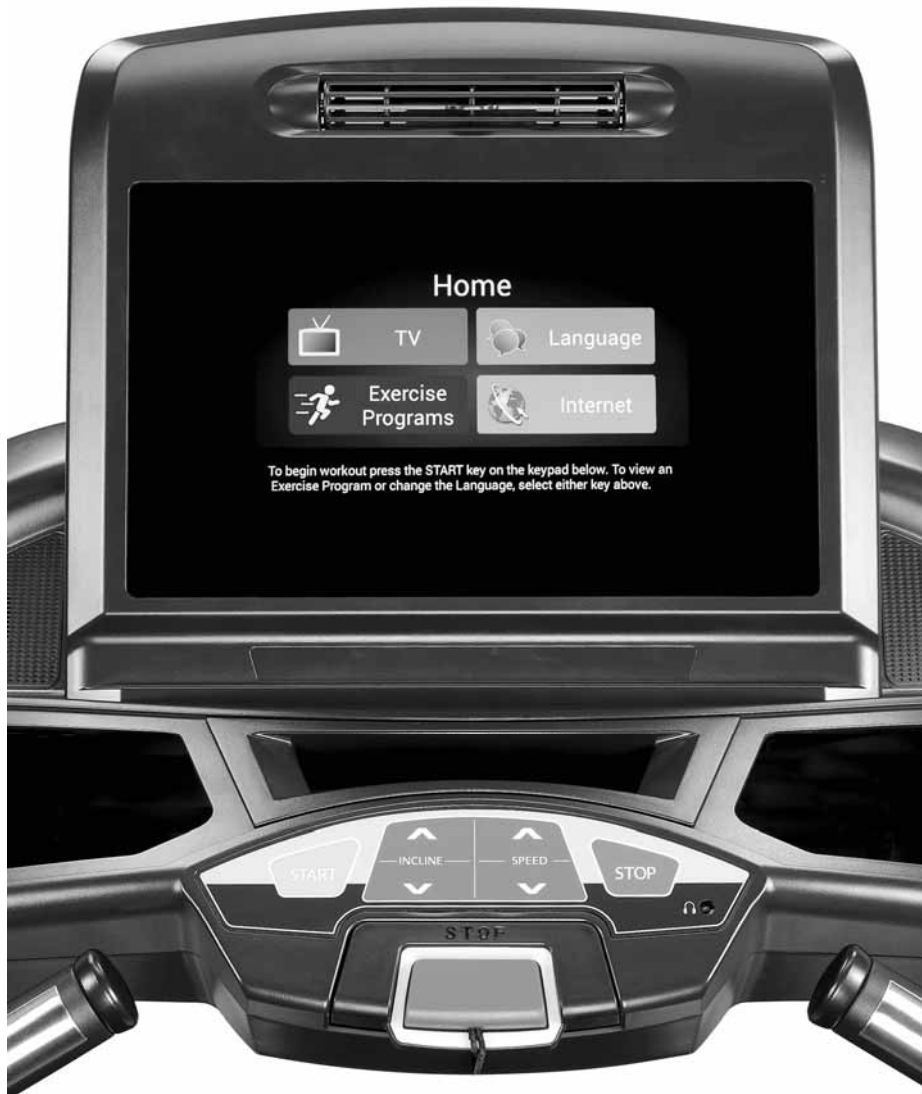 Home
TV
Language
Exercise
Programs
Internet
To begin workout press the START key on the keypad below. To view an
Exercise Program or change the Language, select either key above.
START
INCLINE
SPEED
STOP
STOP